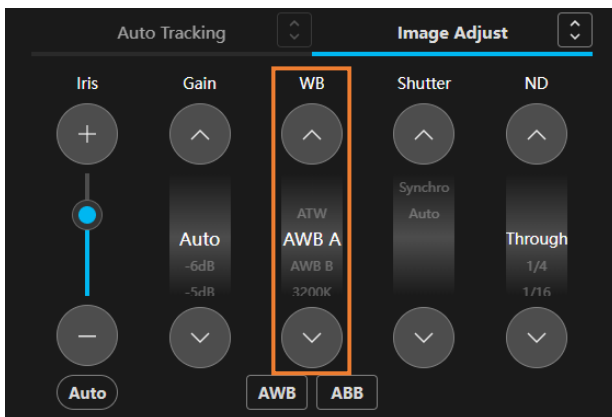 Auto Tracking Image Adjust
Iris Gain WB Shutter ND
Synchro
ATW Auto
Auto AWB A Through
-6dB AWB B 1/4
-5dB 3200K 1/16
Auto AWB ABB